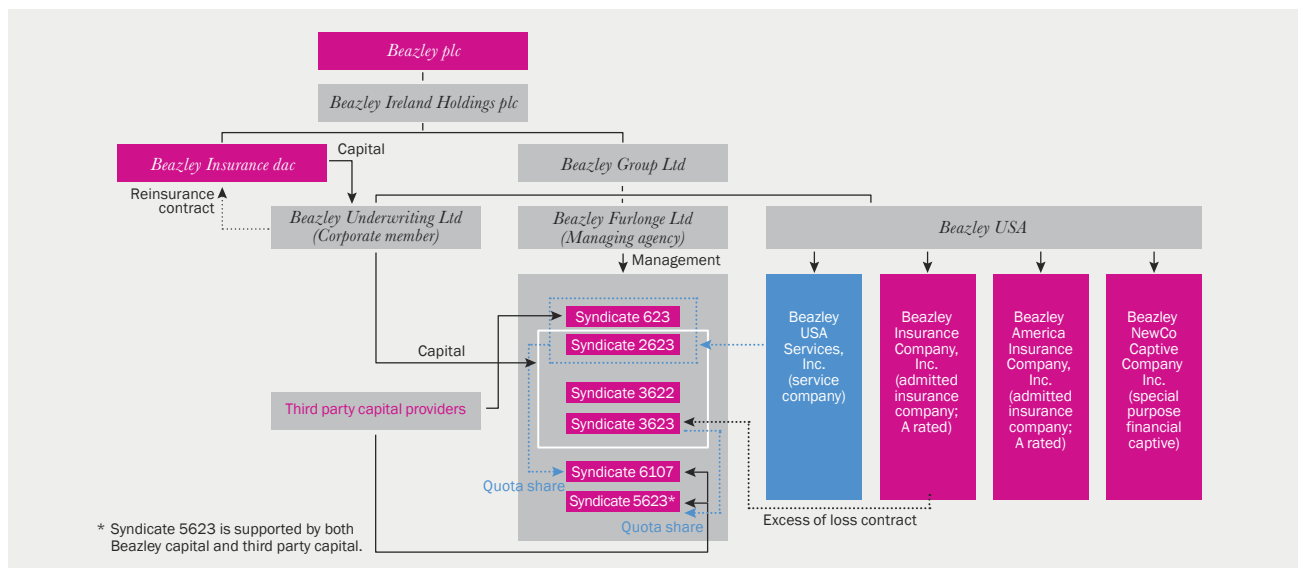 Beazley plc
Beazley Ireland Holdings plc
Beazley Insurance dac
Capital
Beazley Group Ltd
Reinsurance
contract
Beazley Underwriting Ltd
(Corporate member)
Beazley Furlonge Ltd
(Managing agency)
Beazley USA
Management
Syndicate 623
Syndicate 2623
Capital
Syndicate 3622
Third party capital providers
Syndicate 3623
Syndicate 6107
Quota share
Syndicate 5623*
Quota share
Beazley
USA
Services,
Inc.
(service
company)
Beazley
Insurance
Company,
Inc.
(admitted
insurance
company;
A rated)
Beazley
America
Insurance
Company,
Inc.
(admitted
insurance
company;
A rated)
Beazley
NewCo
Captive
Company
Inc.
(special
purpose
financial
captive)
Excess of loss contract
* Syndicate 5623 is supported by both
Beazley capital and third party capital.